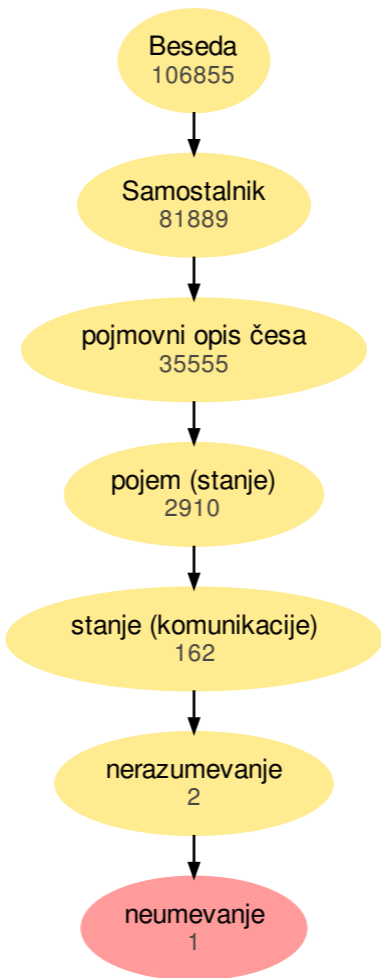 Beseda
106855
Samostalnik
81889
pojmovni opis česa
35555
pojem (stanje)
2910
stanje (komunikacije)
162
nerazumevanje
2
neumevanje
1